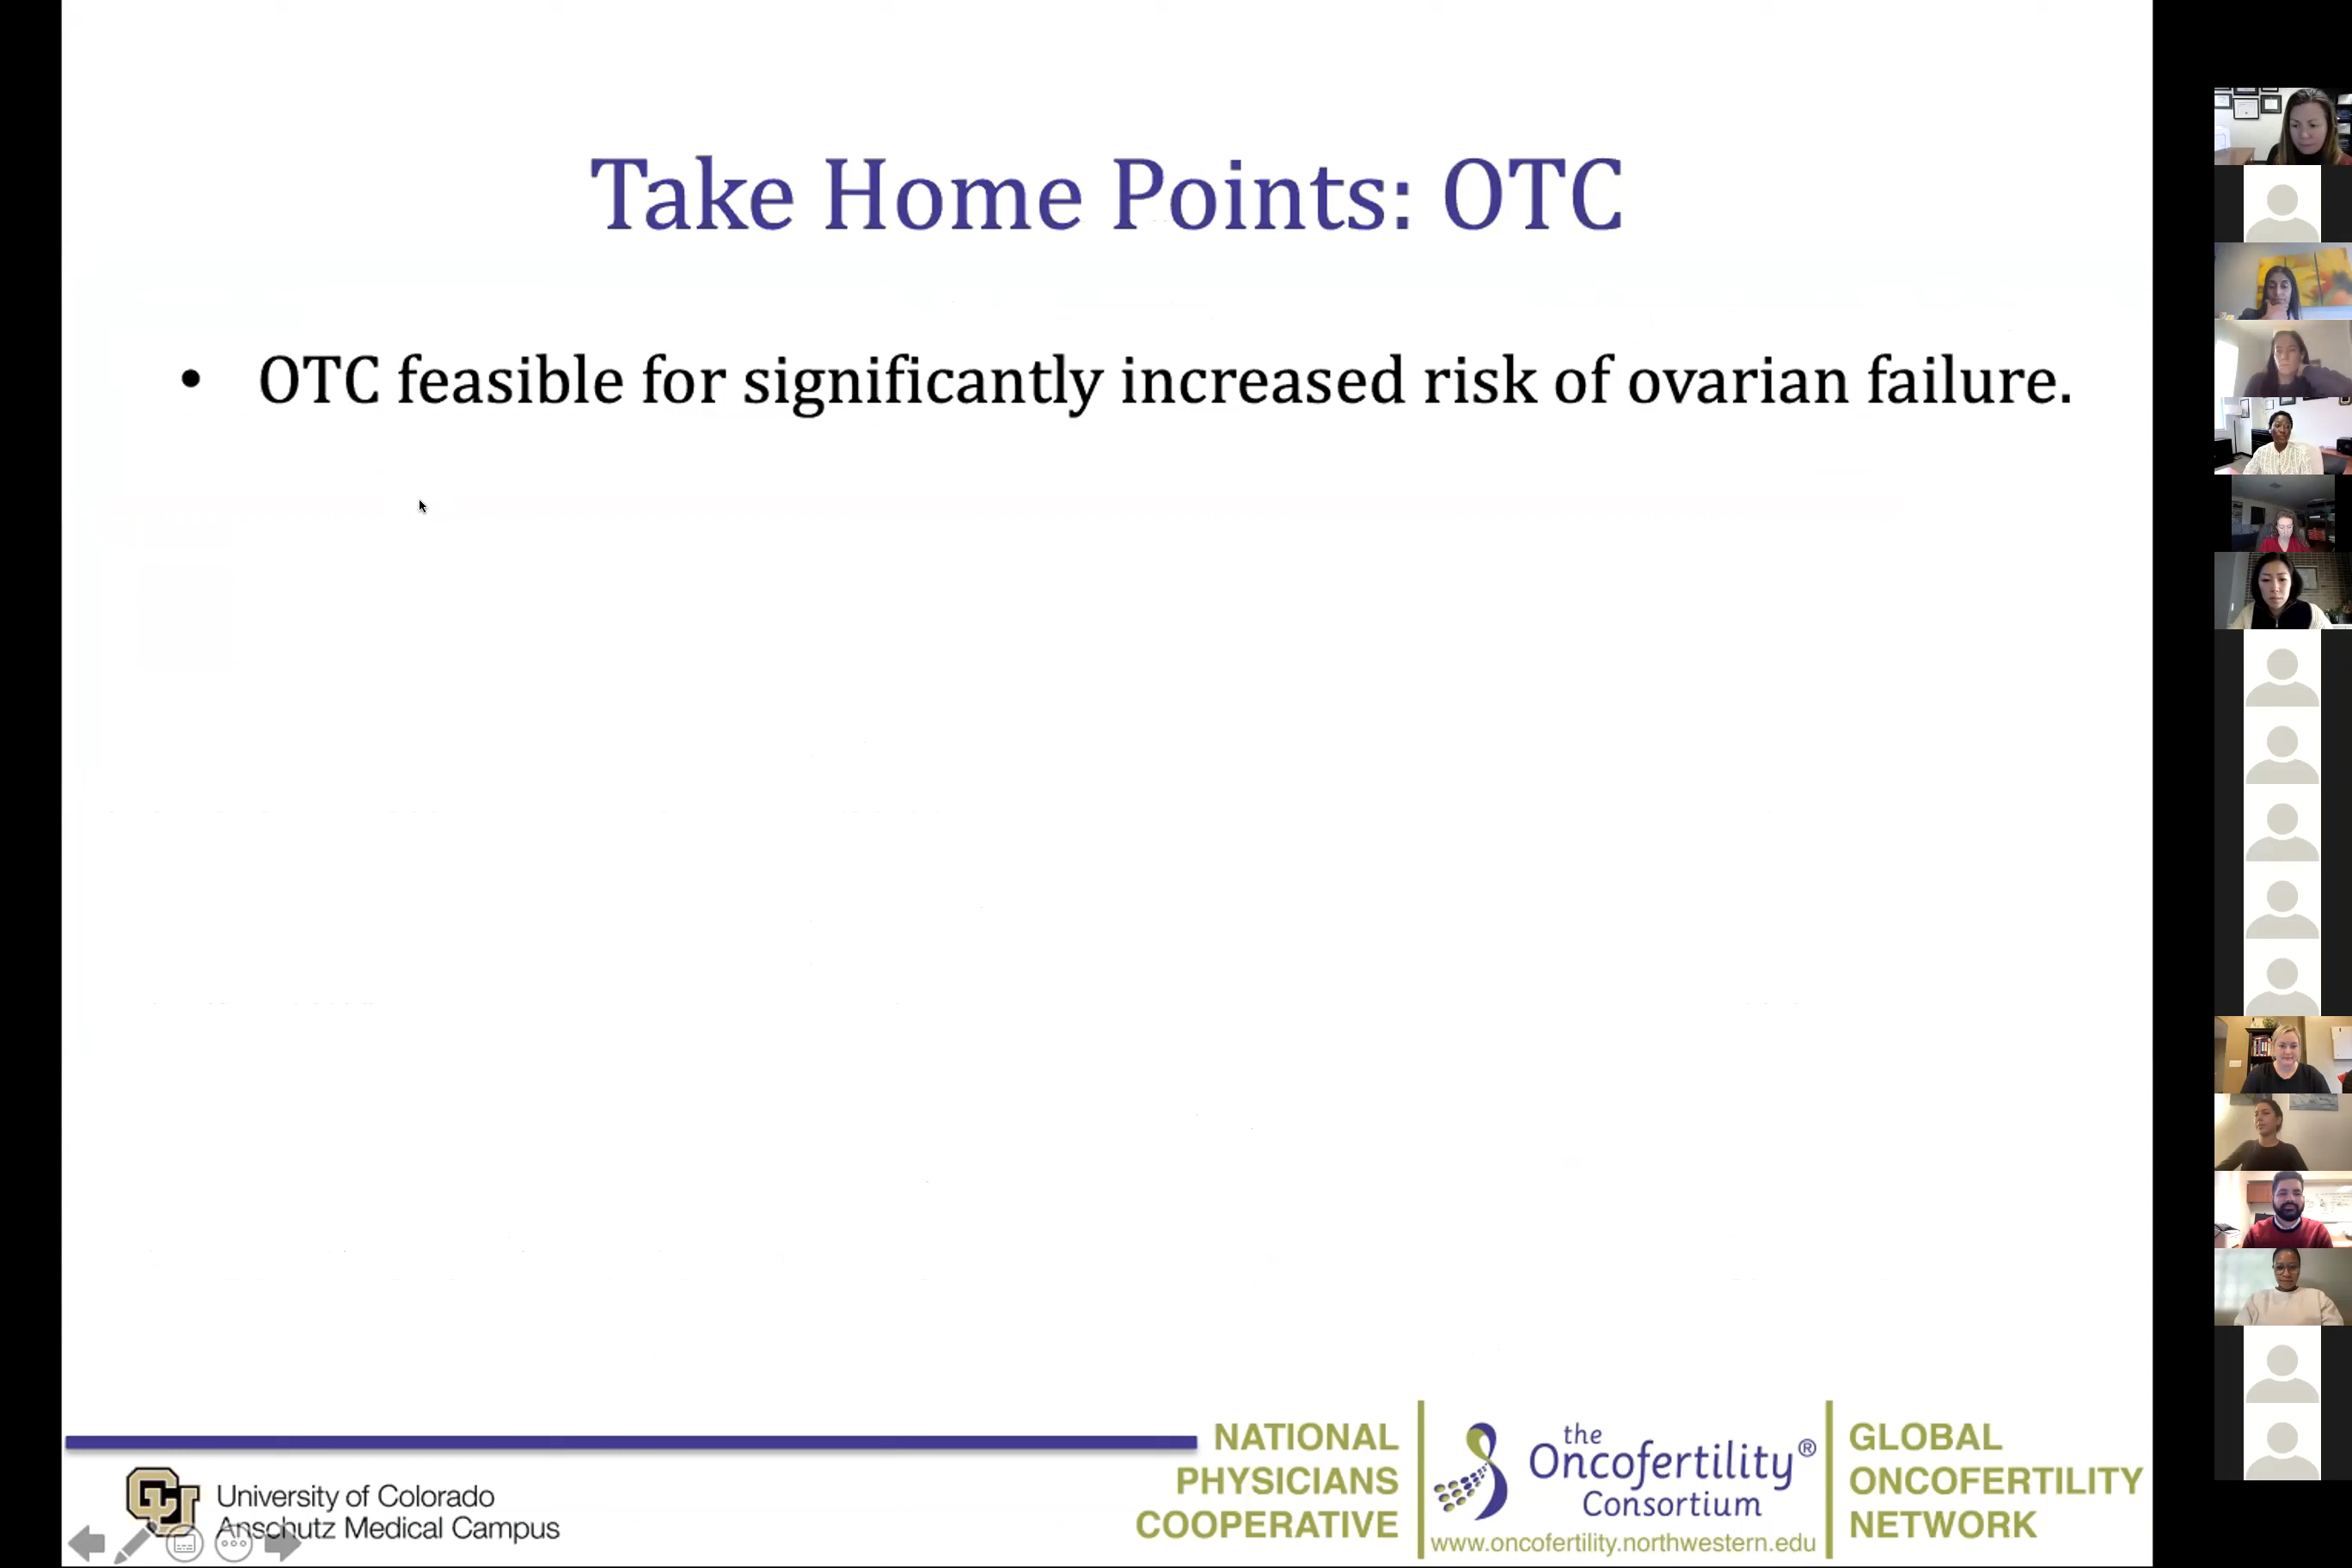 Take Home Points: OTC
• OTC feasible for significantly increased risk of ovarian failure.
NATIONAL
PHYSICIANS
COOPERATIVE
the
Oncofertility®
Consortium
www.oncofertility.northwestern.edu
GLOBAL
ONCOFERTILITY
NETWORK
CU
University of Colorado
Anschutz Medical Campus